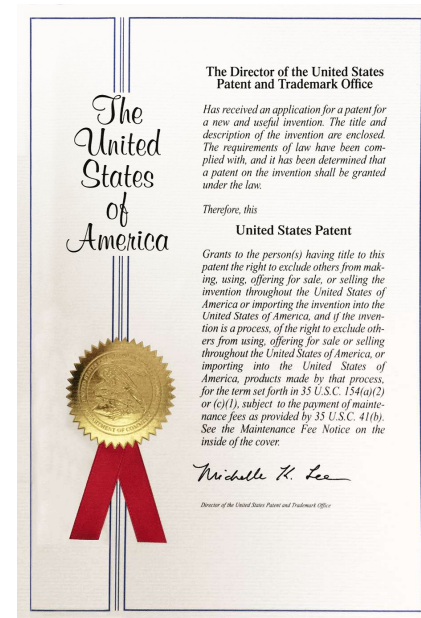 The
United
States
of
America
The Director of the United States
Patent and Trademark Office
Has received an application for a patent for
a new and useful invention. The title and
description of the invention are enclosed.
The requirements of law have been com-
plied with, and it has been determined that
a patent on the invention shall be granted
under the law.
Therefore, this
United States Patent
Grants to the person(s) having title to this
patent the right to exclude others from mak-
ing, using, offering for sale, or selling the
invention throughout the United States of
America or importing the invention into the
United States of America, and if the inven-
tion is a process, of the right to exclude oth-
ers from using, offering for sale or selling
throughout the United States of America, or
importing into the United States of
America, products made by that process,
for the term set forth in 35 U.S.C. 154(a)(2)
or (c)(1), subject to the payment of mainte-
nance fees as provided by 35 U.S.C. 41(b).
See the Maintenance Fee Notice on the
inside of the cover.
Michelle K. Lee
Director of the United States Patent and Trademark Office